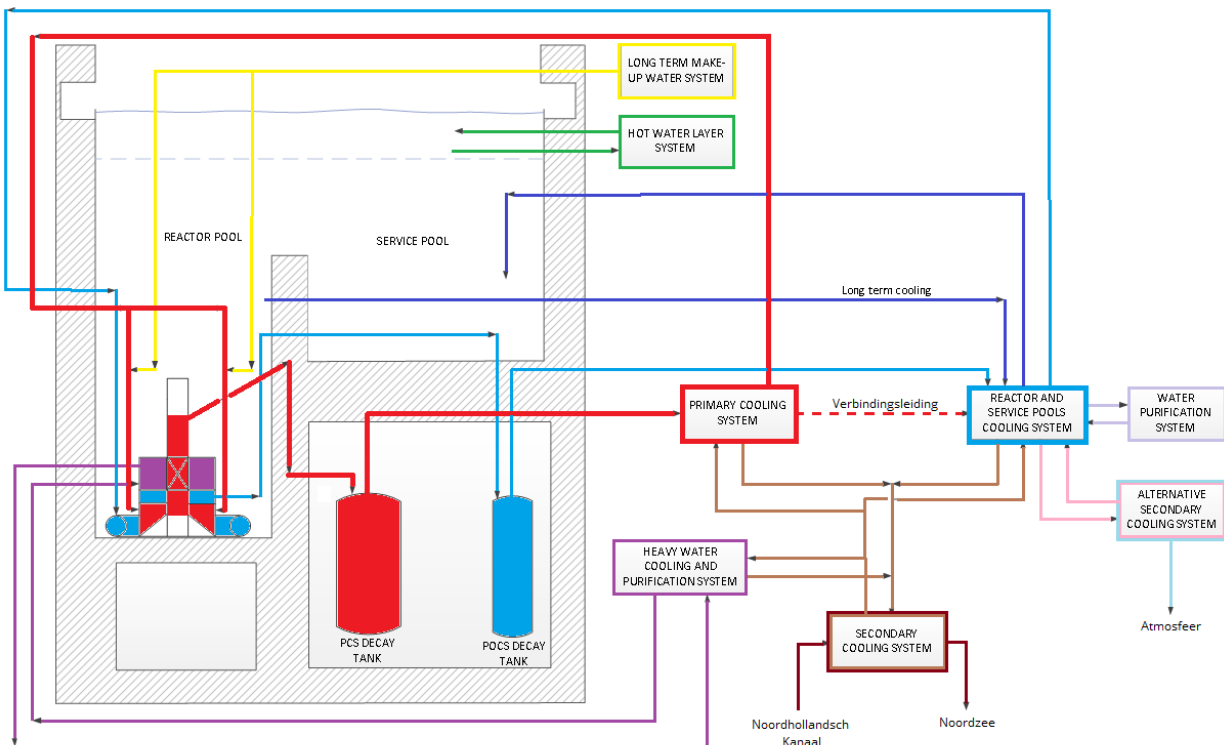 LONG TERM MAKE-
UP WATER SYSTEM
HOT WATER LAYER
SYSTEM
REACTOR POOL
SERVICE POOL
Long term cooling
PRIMARY COOLING
SYSTEM
Verbindingsleiding
REACTOR AND
SERVICE POOLS
COOLING SYSTEM
WATER
PURIFICATION
SYSTEM
ALTERNATIVE
SECONDARY
COOLING SYSTEM
HEAVY WATER
COOLING AND
PURIFICATION SYSTEM
Atmosfeer
PCS DECAY
TANK
POCS DECAY
TANK
SECONDARY
COOLING SYSTEM
Noordhollandsch
Kanaal
Noordzee